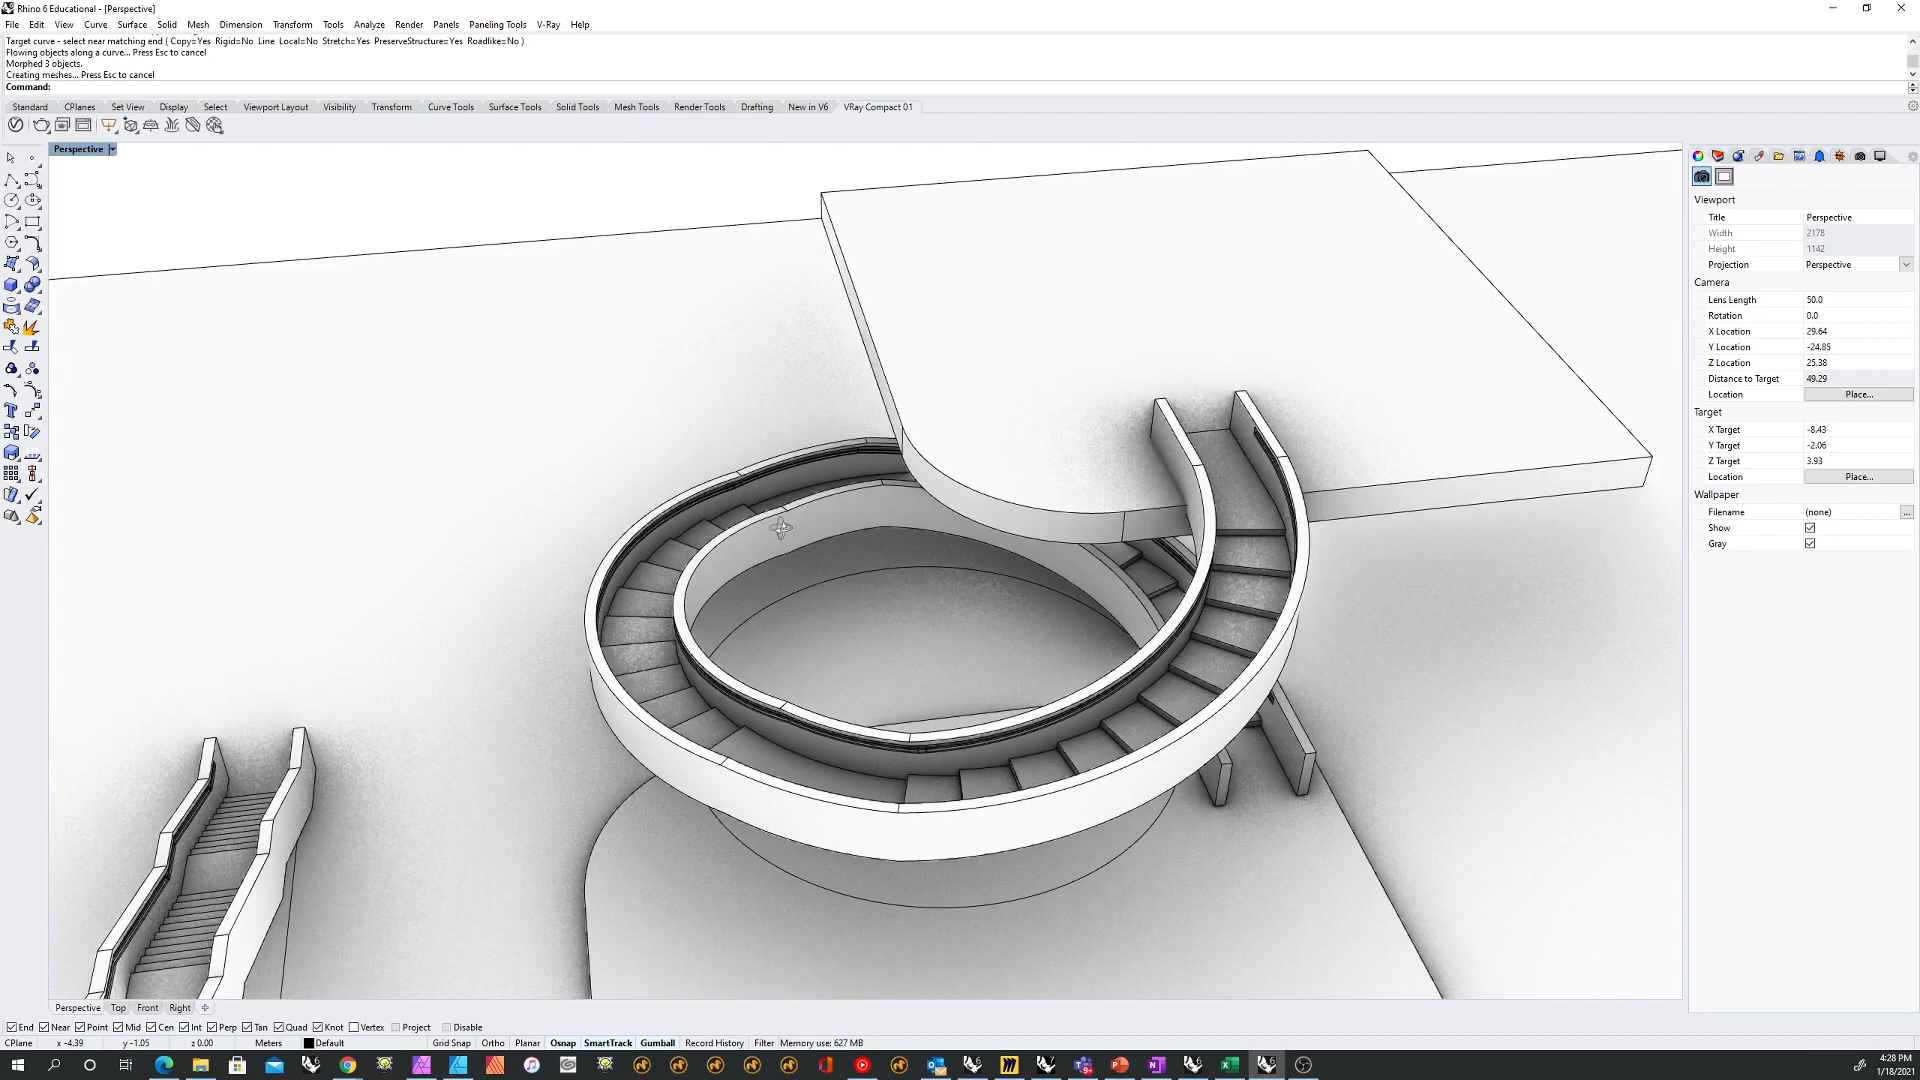 Rhino 6 Educational - [Perspective]
File Edit View Curve Surface Solid Mesh Dimension Transform Tools Analyze Render Panels Paneling Tools V-Ray Help
Target curve - select near matching end ( Copy=Yes Rigid=No Line Local=No Stretch=Yes PreserveStructure=Yes Roadlike=No )
Flowing objects along a curve... Press Esc to cancel
Morphed 3 objects.
Creating meshes... Press Esc to cancel
Command:
Standard CPlanes Set View Display Select Viewport Layout Visibility Transform Curve Tools Surface Tools Solid Tools Mesh Tools Render Tools Drafting New in V6 VRay Compact 01
Perspective
Viewport
Title Perspective
Width 2178
Height 1142
Projection Perspective
Camera
Lens Length 50.0
Rotation 0.0
X Location 29.64
Y Location -24.85
Z Location 25.38
Distance to Target 49.29
Location Place...
Target
X Target -8.43
Y Target -2.06
Z Target 3.93
Location Place...
Wallpaper
Filename (none) ...
Show
Gray
Perspective Top Front Right
End Near Point Mid Cen Int Perp Tan Quad Knot Vertex Project Disable
CPlane x -4.39 y -1.05 z 0.00 Meters Default Grid Snap Ortho Planar Osnap SmartTrack Gumball Record History Filter Memory use: 627 MB
4:28 PM
1/18/2021